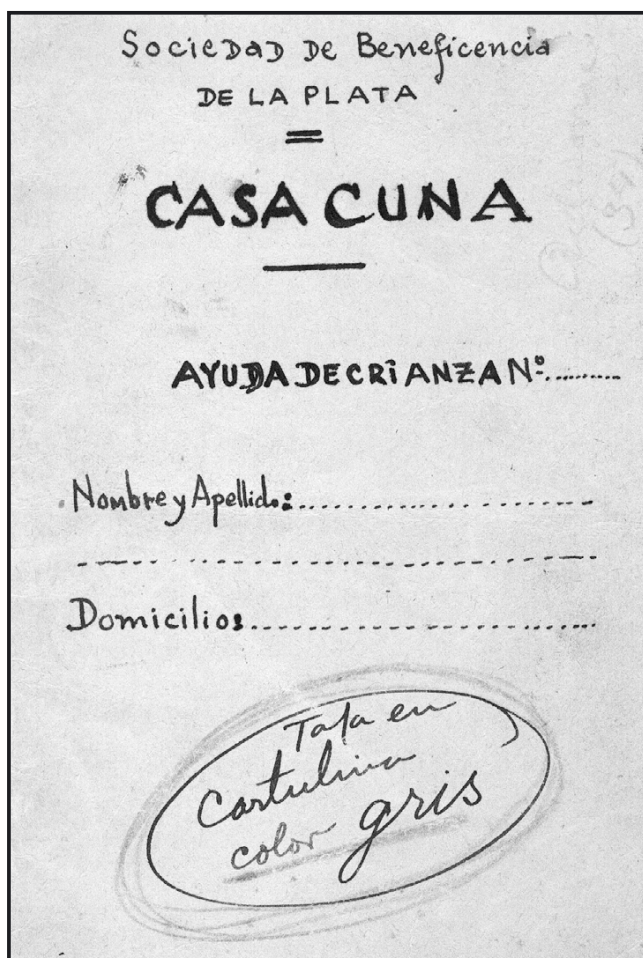 Sociedad de Beneficencia
DE LA PLATA
CASA CUNA
AYUDA DE CRIANZA Nº..........
Nombre y Apellido:..............................
Domicilio:..............................
Tapa en
cartulina
color gris